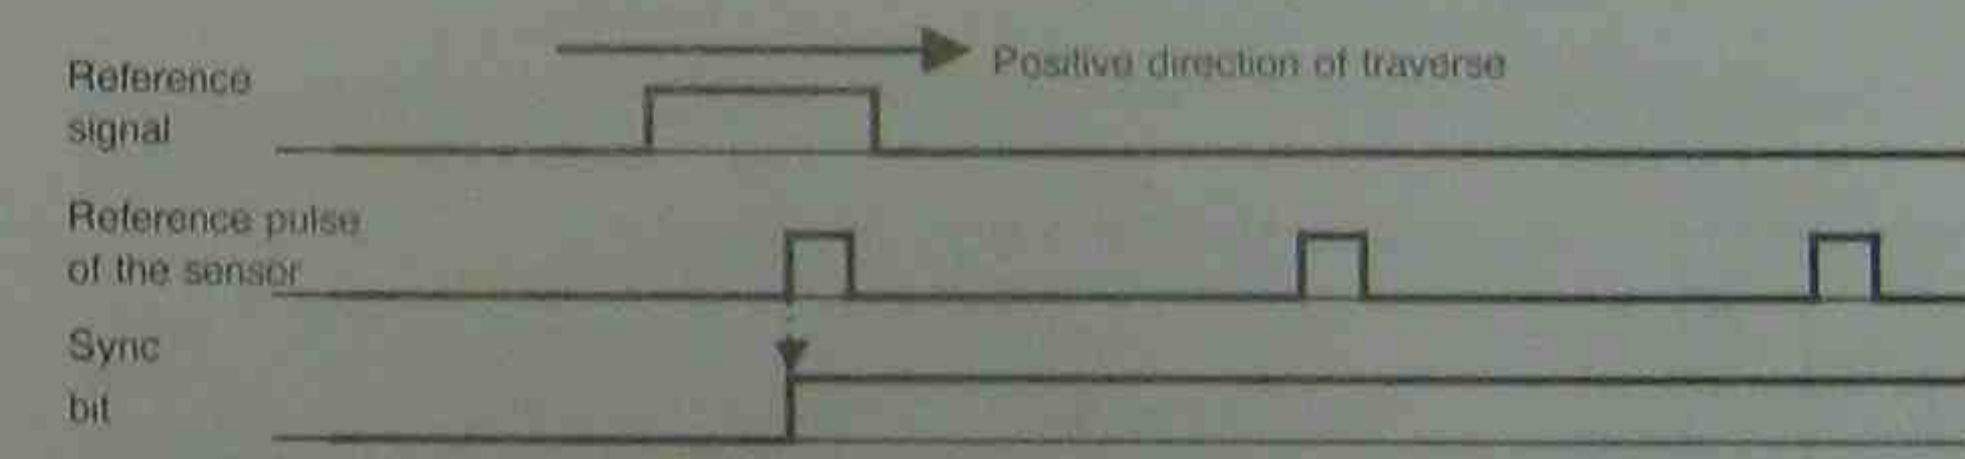 Positive direction of traverse
Reference
signal
Reference pulse
of the sensor
Sync
bit